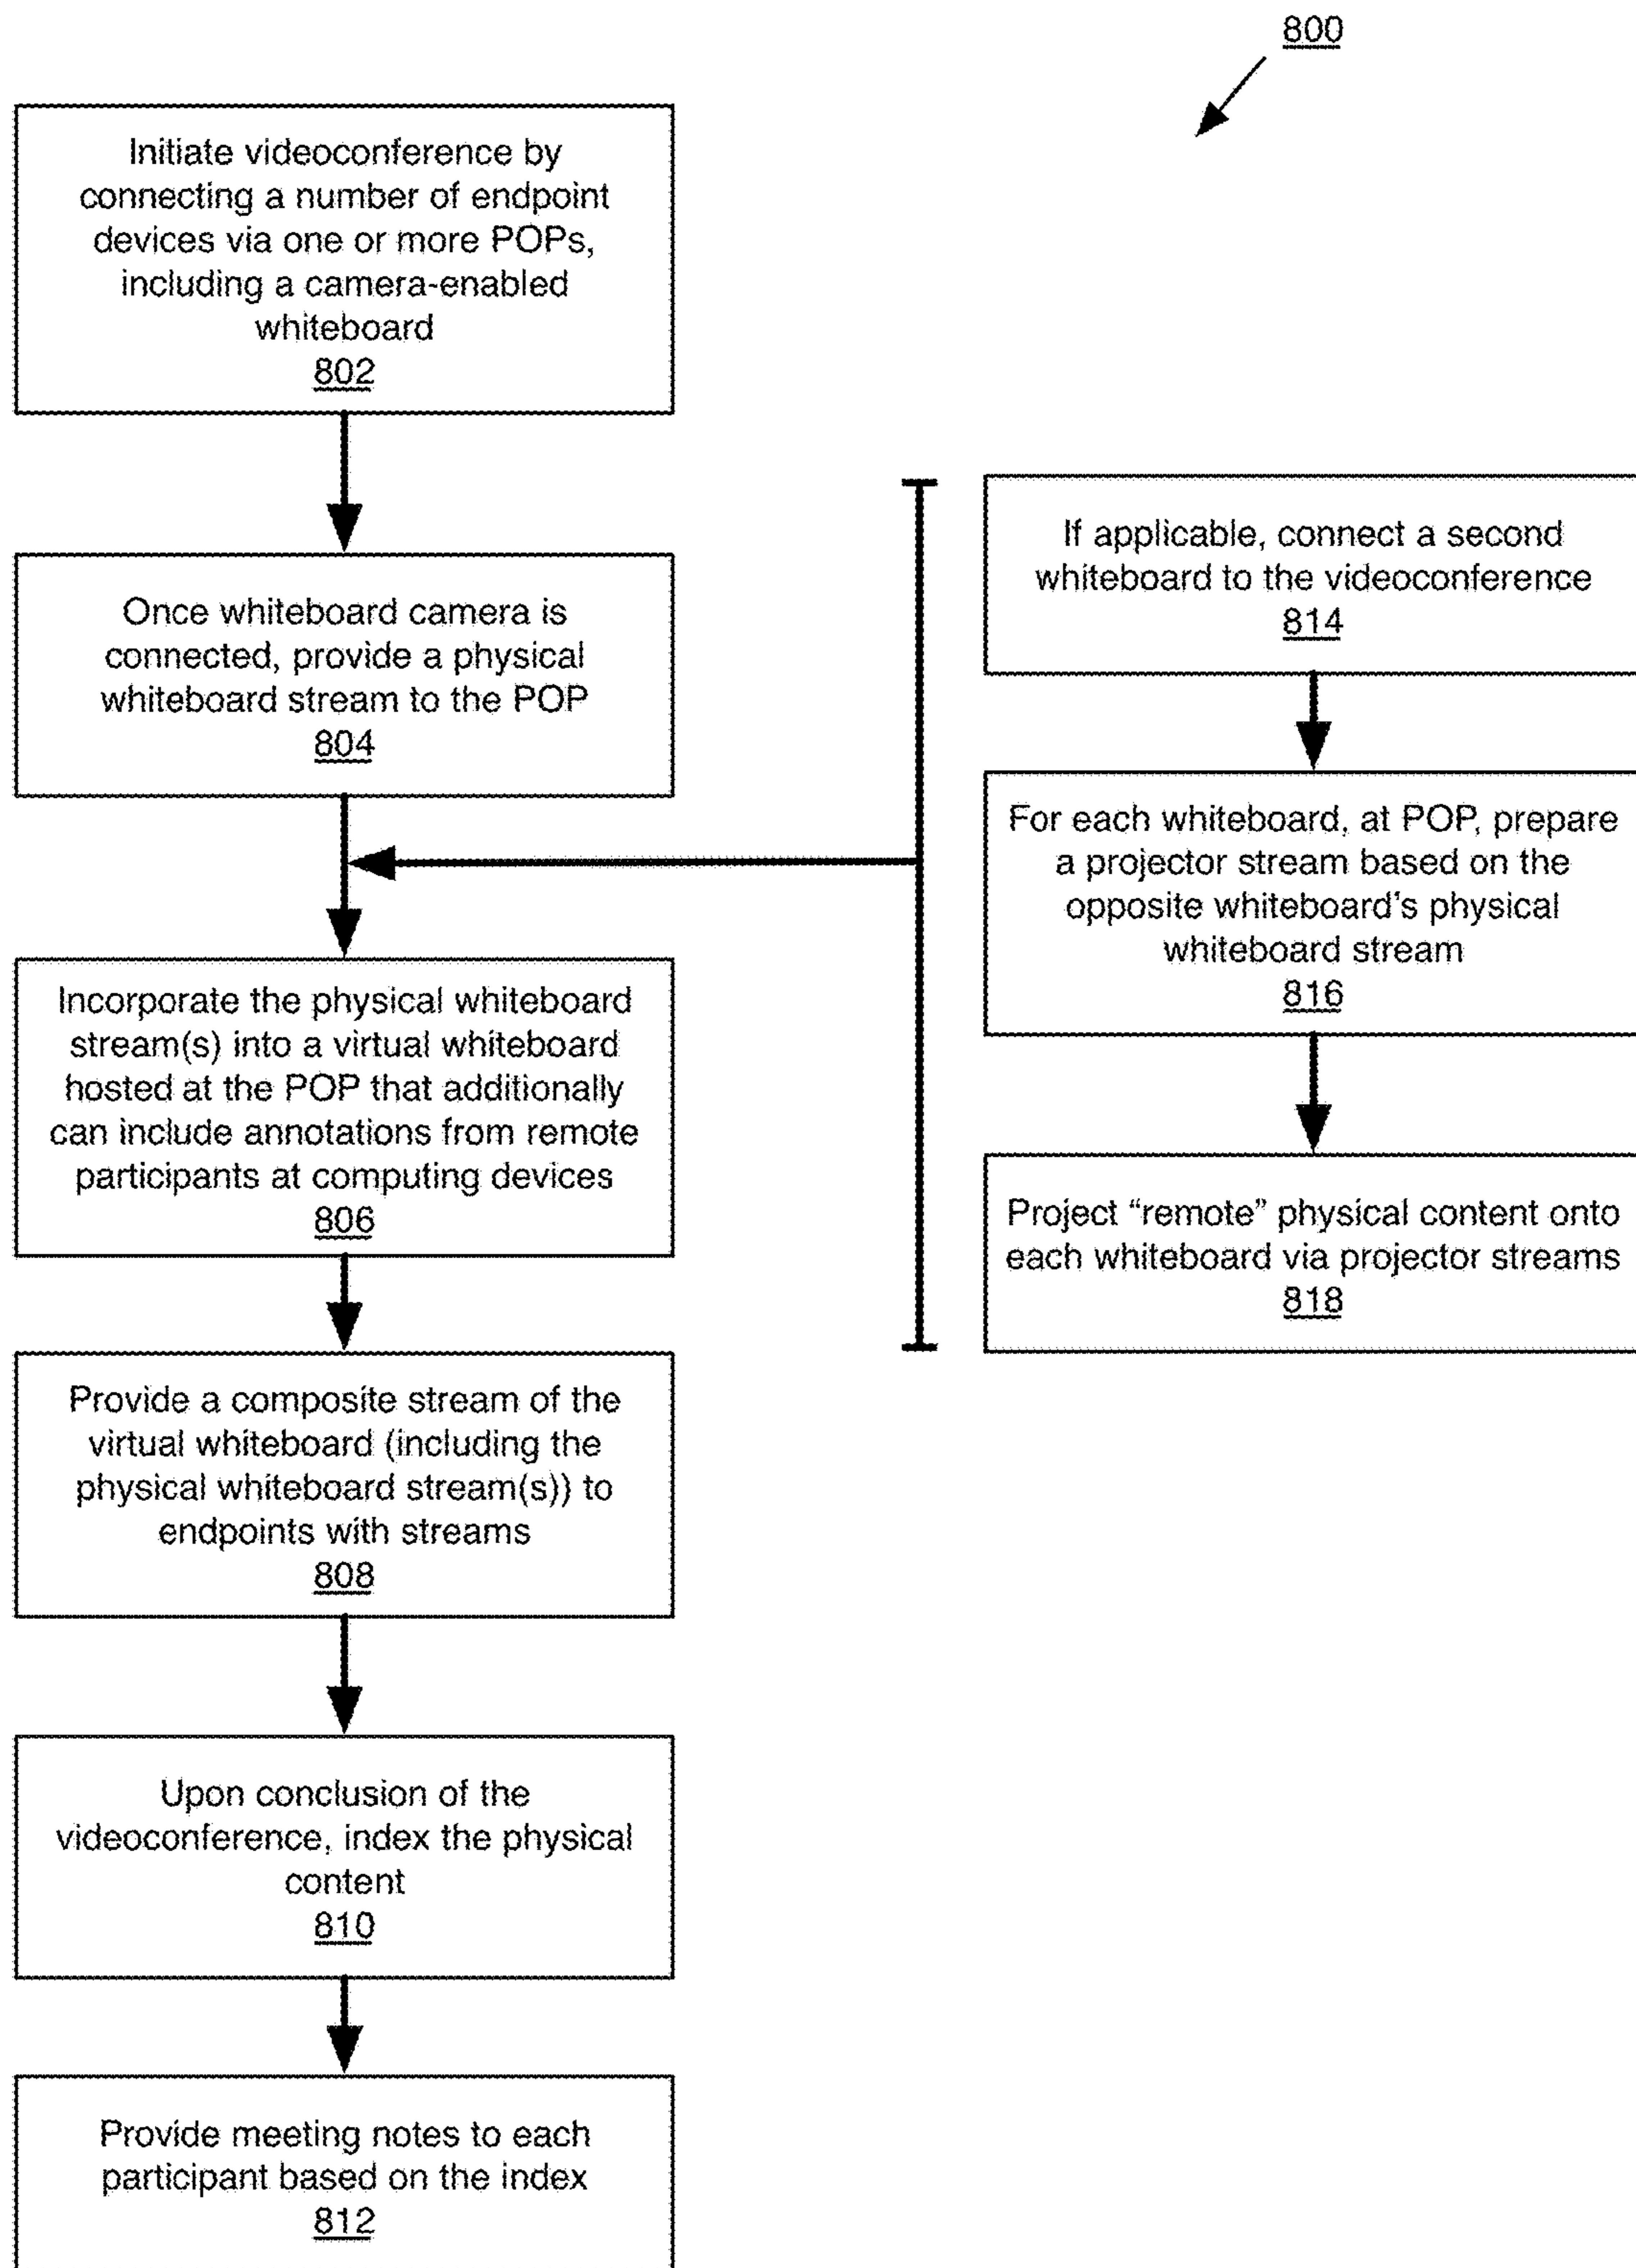 800
Initiate videoconference by
connecting a number of endpoint
devices via one or more POPs,
including a camera-enabled
whiteboard
802
Once whiteboard camera is
connected, provide a physical
whiteboard stream to the POP
804
Incorporate the physical whiteboard
stream(s) into a virtual whiteboard
hosted at the POP that additionally
can include annotations from remote
participants at computing devices
806
Provide a composite stream of the
virtual whiteboard (including the
physical whiteboard stream(s)) to
endpoints with streams
808
Upon conclusion of the
videoconference, index the physical
content
810
Provide meeting notes to each
participant based on the index
812
If applicable, connect a second
whiteboard to the videoconference
814
For each whiteboard, at POP, prepare
a projector stream based on the
opposite whiteboard's physical
whiteboard stream
816
Project “remote” physical content onto
each whiteboard via projector streams
818